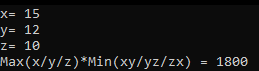 x= 15
y= 12
z= 10
Max(x/y/z)*Min(xy/yz/zx) = 1800